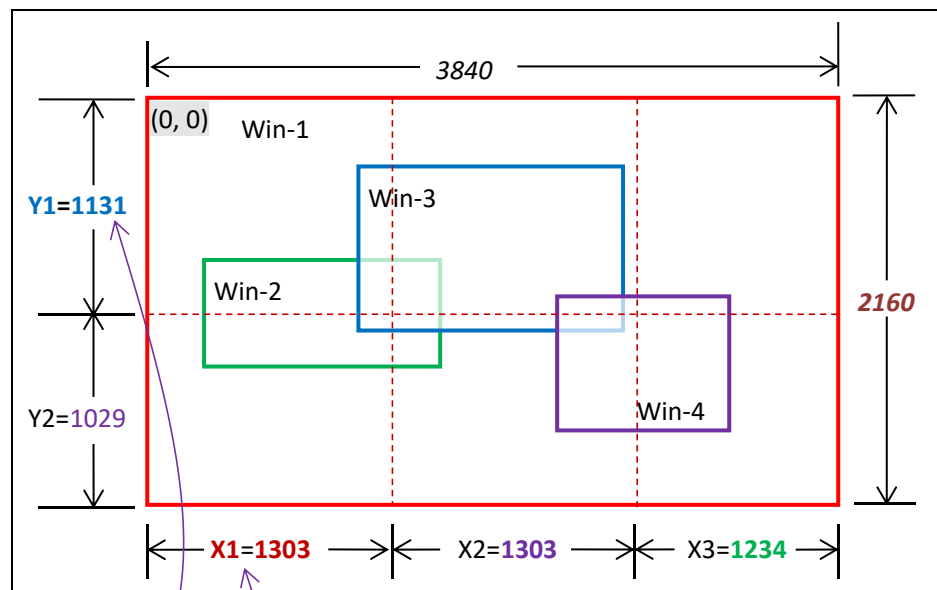 3840
(0, 0)
Win-1
Win-3
Y1=1131
Win-2
2160
Y2=1029
Win-4
X1=1303
X2=1303
X3=1234